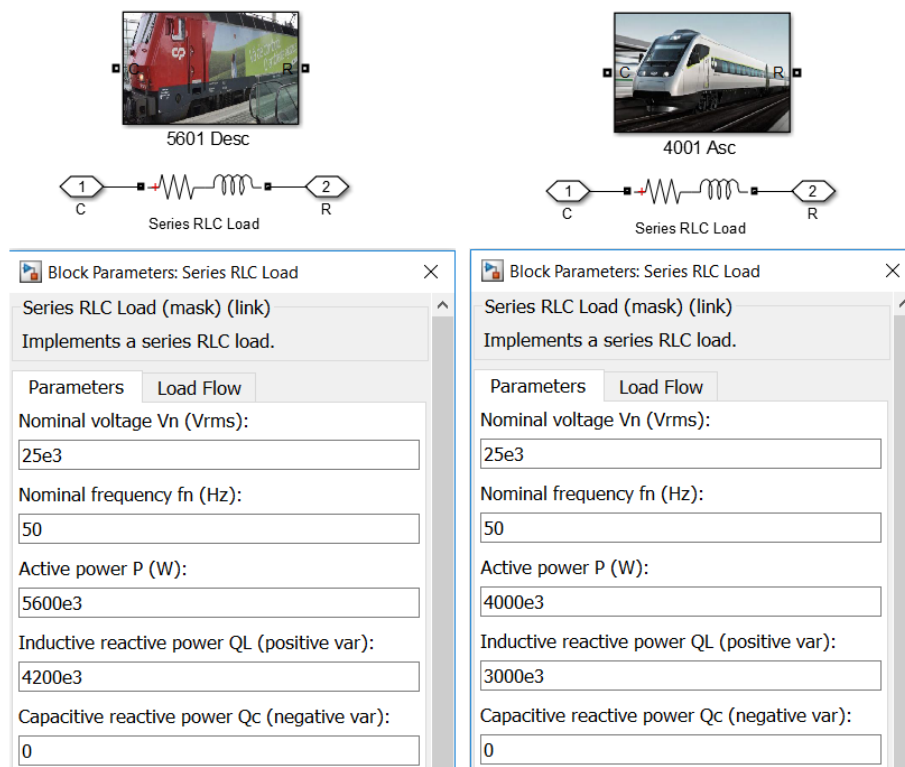 cp
C
R
5601 Desc
1
C
2
R
Series RLC Load
Block Parameters: Series RLC Load
Series RLC Load (mask) (link)
Implements a series RLC load.
Parameters
Load Flow
Nominal voltage Vn (Vrms):
25e3
Nominal frequency fn (Hz):
50
Active power P (W):
5600e3
Inductive reactive power QL (positive var):
4200e3
Capacitive reactive power Qc (negative var):
0
C
R
4001 Asc
1
C
2
R
Series RLC Load
Block Parameters: Series RLC Load
Series RLC Load (mask) (link)
Implements a series RLC load.
Parameters
Load Flow
Nominal voltage Vn (Vrms):
25e3
Nominal frequency fn (Hz):
50
Active power P (W):
4000e3
Inductive reactive power QL (positive var):
3000e3
Capacitive reactive power Qc (negative var):
0